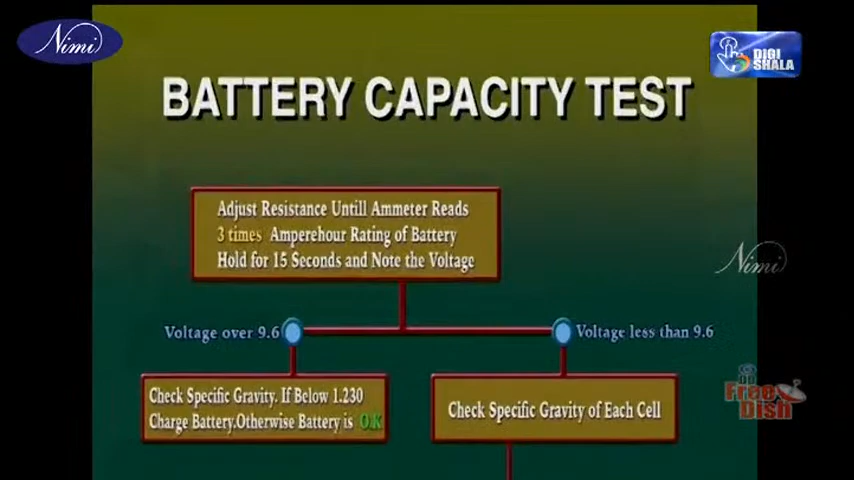 Nimi
DIGI
SHALA
BATTERY CAPACITY TEST
Adjust Resistance Untill Ammeter Reads
3 times Amperehour Rating of Battery
Hold for 15 Seconds and Note the Voltage
Nimi
Voltage over 9.6
Voltage less than 9.6
Check Specific Gravity. If Below 1.230
Charge Battery.Otherwise Battery is O.K
Check Specific Gravity of Each Cell
DD
Free
Dish